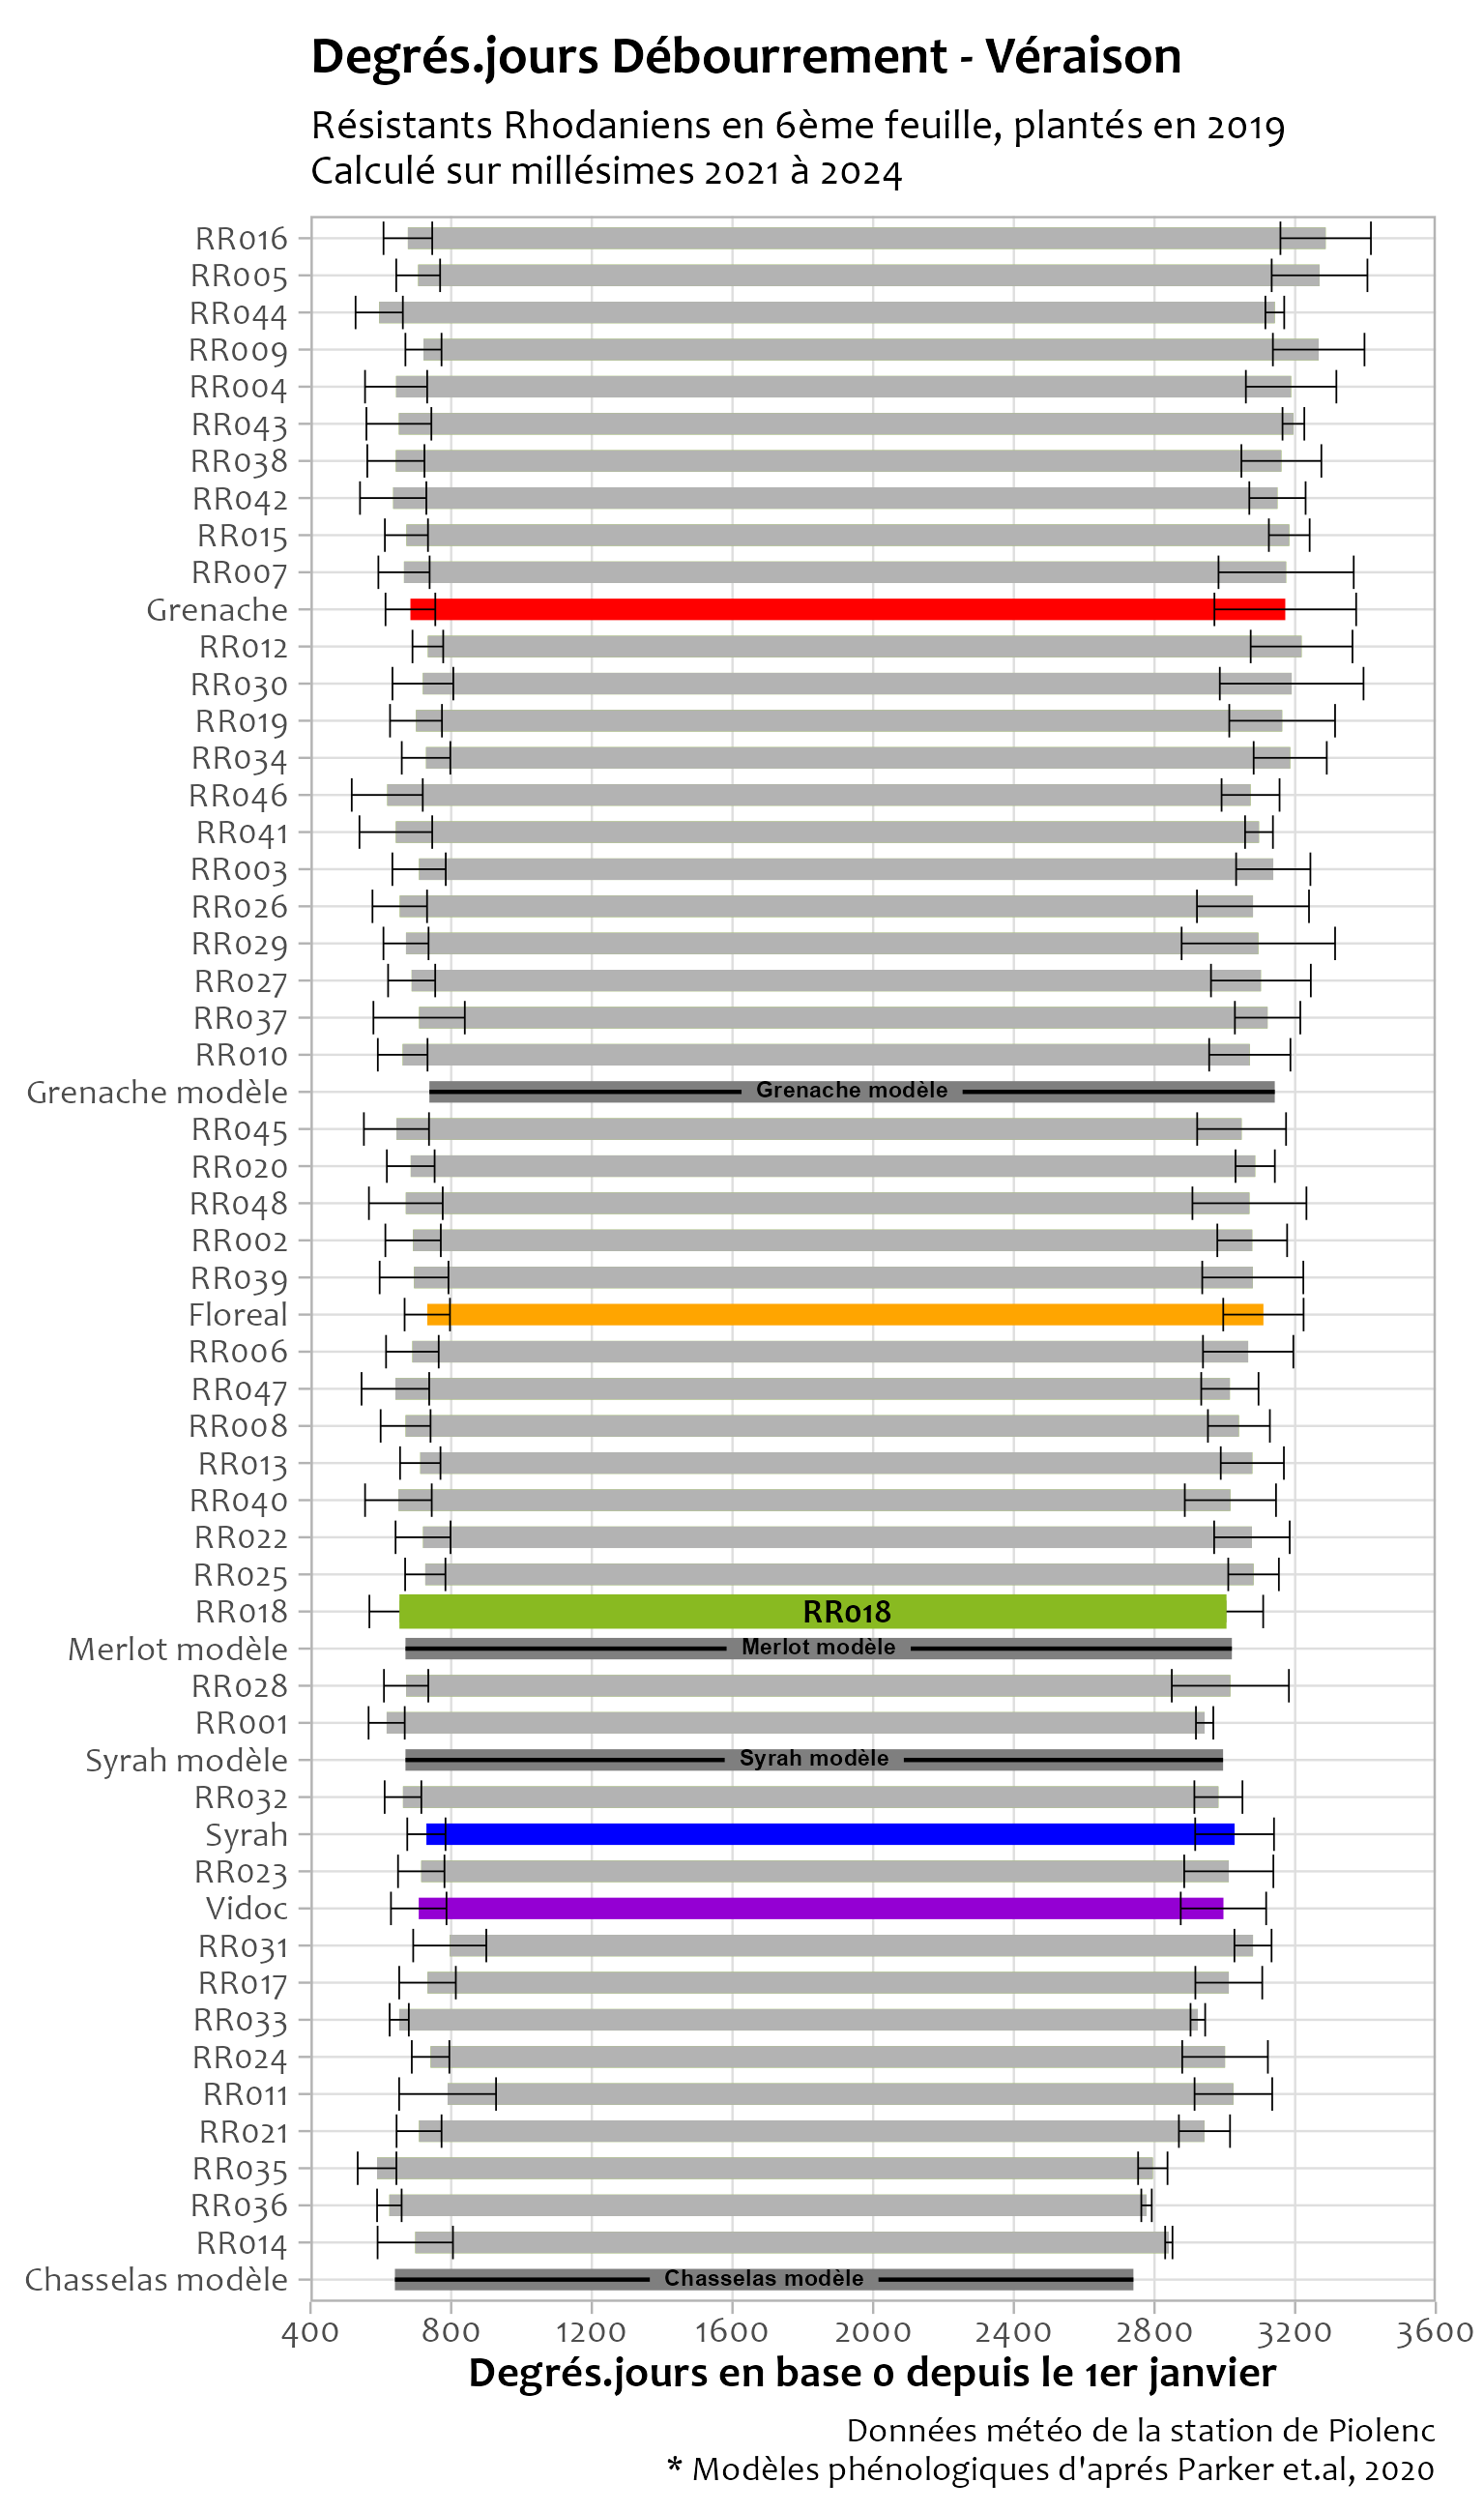 Degrés.jours Débourrement - Véraison
Résistants Rhodaniens en 6ème feuille, plantés en 2019
Calculé sur millésimes 2021 à 2024
RR016
RR005
RR044
RR009
RR004
RR043
RR038
RR042
RR015
RR007
Grenache
RR012
RR030
RR019
RR034
RR046
RR041
RR003
RR026
RR029
RR027
RR037
RR010
Grenache modèle Grenache modèle
RR045
RR020
RR048
RR002
RR039
Floreal
RR006
RR047
RR008
RR013
RR040
RR022
RR025
RR018 RR018
Merlot modèle Merlot modèle
RR028
RR001
Syrah modèle Syrah modèle
RR032
Syrah
RR023
Vidoc
RR031
RR017
RR033
RR024
RR011
RR021
RR035
RR036
RR014
Chasselas modèle Chasselas modèle
400 800 1200 1600 2000 2400 2800 3200 3600
Degrés.jours en base 0 depuis le 1er janvier
Données météo de la station de Piolenc
* Modèles phénologiques d'aprés Parker et.al, 2020